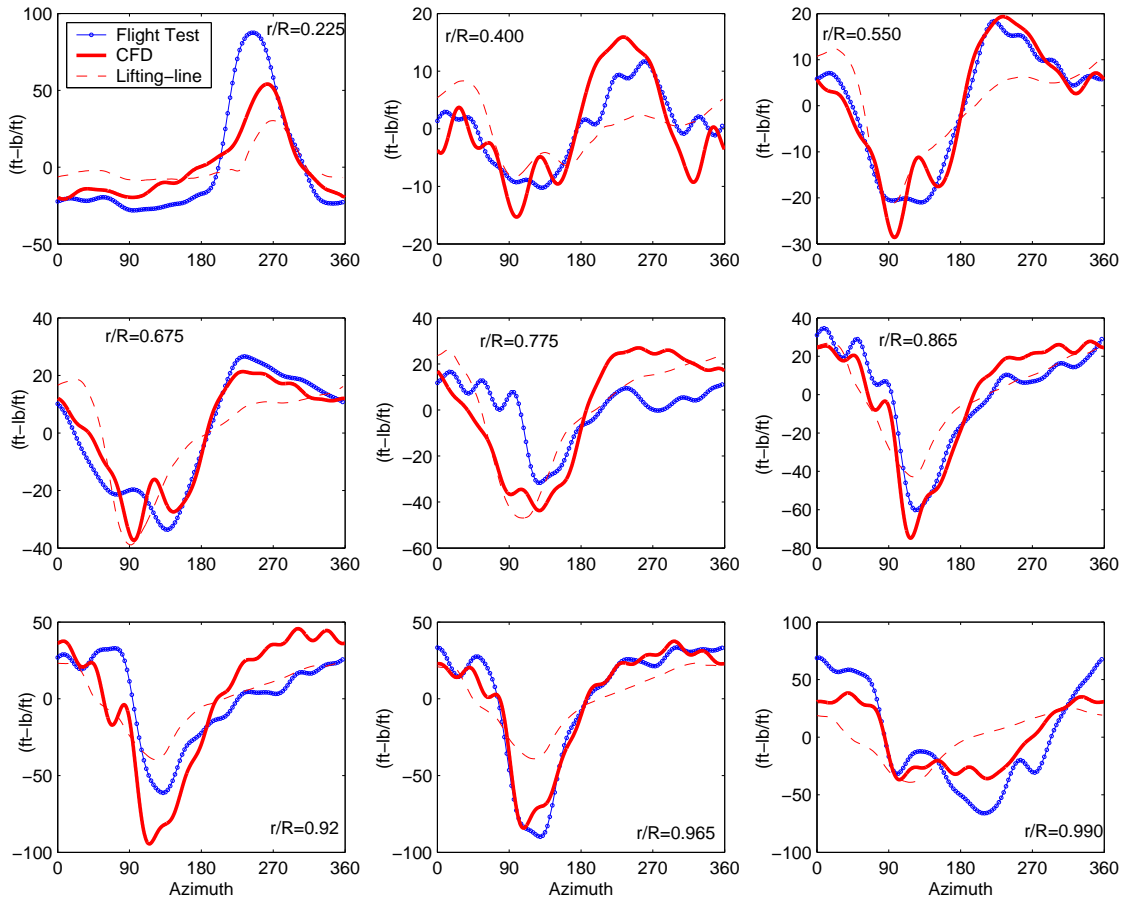 100
50
0
−50
(ft−lb/ft)
Flight Test
CFD
Lifting−line
r/R=0.225
0 90 180 270 360
20
10
0
−10
−20
(ft−lb/ft)
r/R=0.400
0 90 180 270 360
20
10
0
−10
−20
−30
(ft−lb/ft)
r/R=0.550
0 90 180 270 360
40
20
0
−20
−40
(ft−lb/ft)
r/R=0.675
0 90 180 270 360
40
20
0
−20
−40
−60
(ft−lb/ft)
r/R=0.775
0 90 180 270 360
40
20
0
−20
−40
−60
−80
(ft−lb/ft)
r/R=0.865
0 90 180 270 360
50
0
−50
−100
(ft−lb/ft)
r/R=0.92
0 90 180 270 360
Azimuth
50
0
−50
−100
(ft−lb/ft)
r/R=0.965
0 90 180 270 360
Azimuth
100
50
0
−50
−100
(ft−lb/ft)
r/R=0.990
0 90 180 270 360
Azimuth